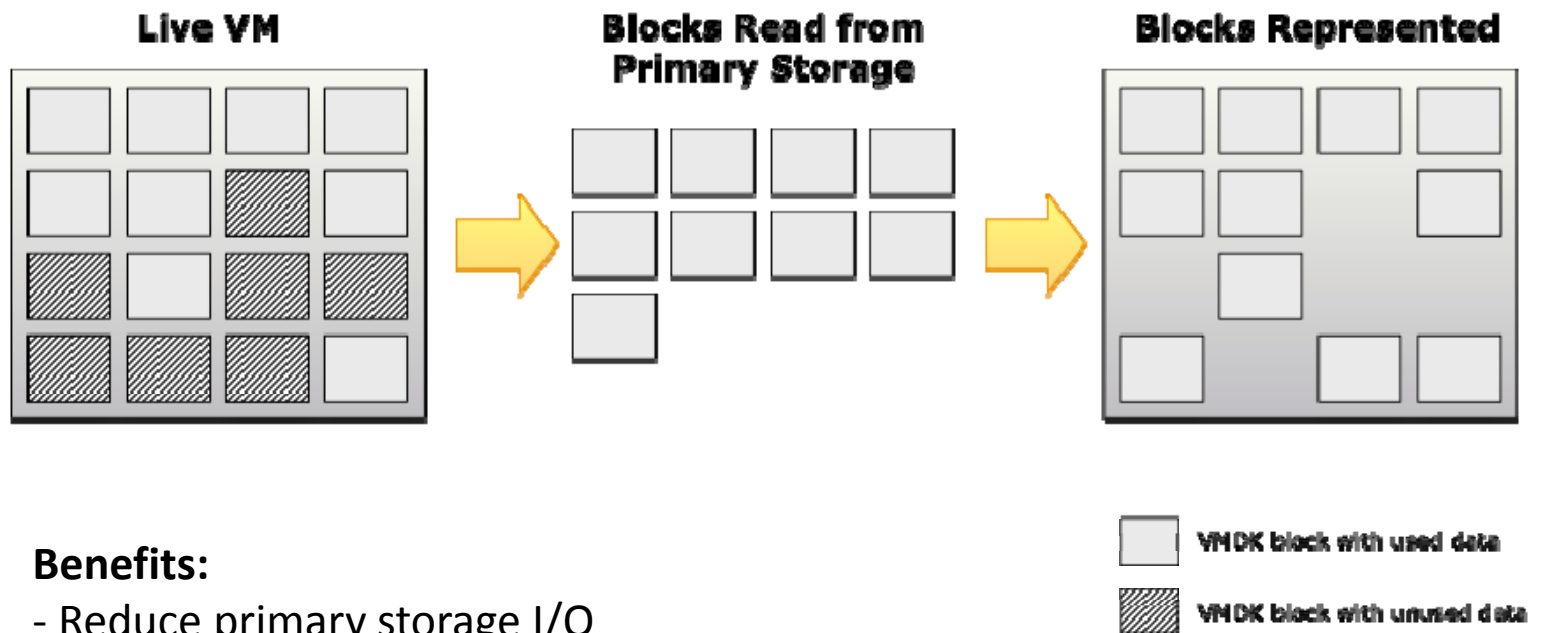 Live VM
Blocks Read from
Primary Storage
Blocks Represented
VMDK block with used data
VMDK block with unused data
Benefits:
- Reduce primary storage I/O